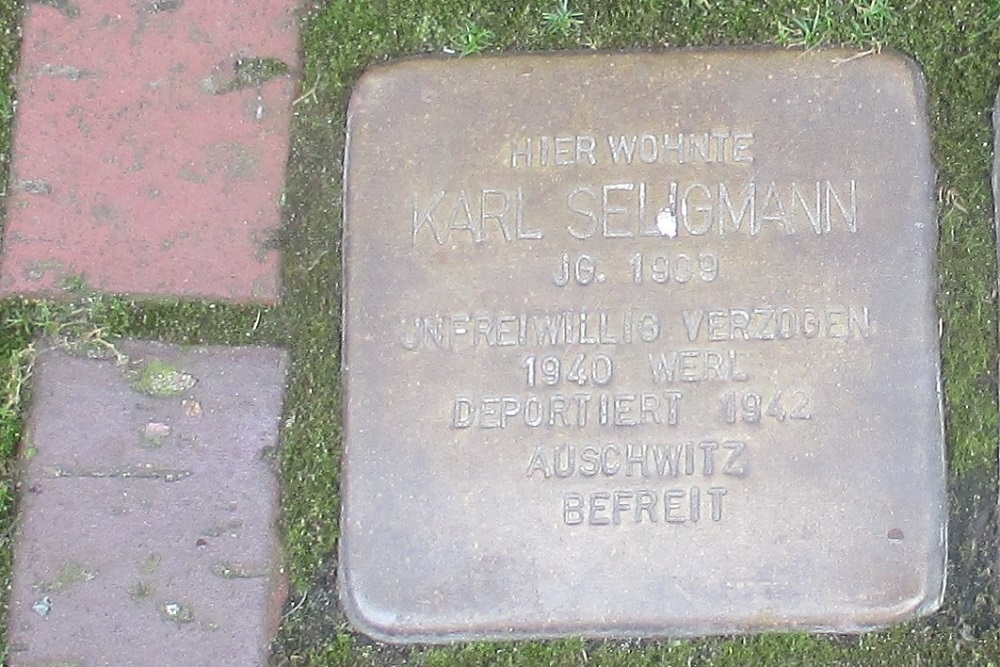 HIER WOHNTE
KARL SELIGMANN
JG. 1909
UNFREIWILLIG VERZOGEN
1940 WERL
DEPORTIERT 1942
AUSCHWITZ
BEFREIT